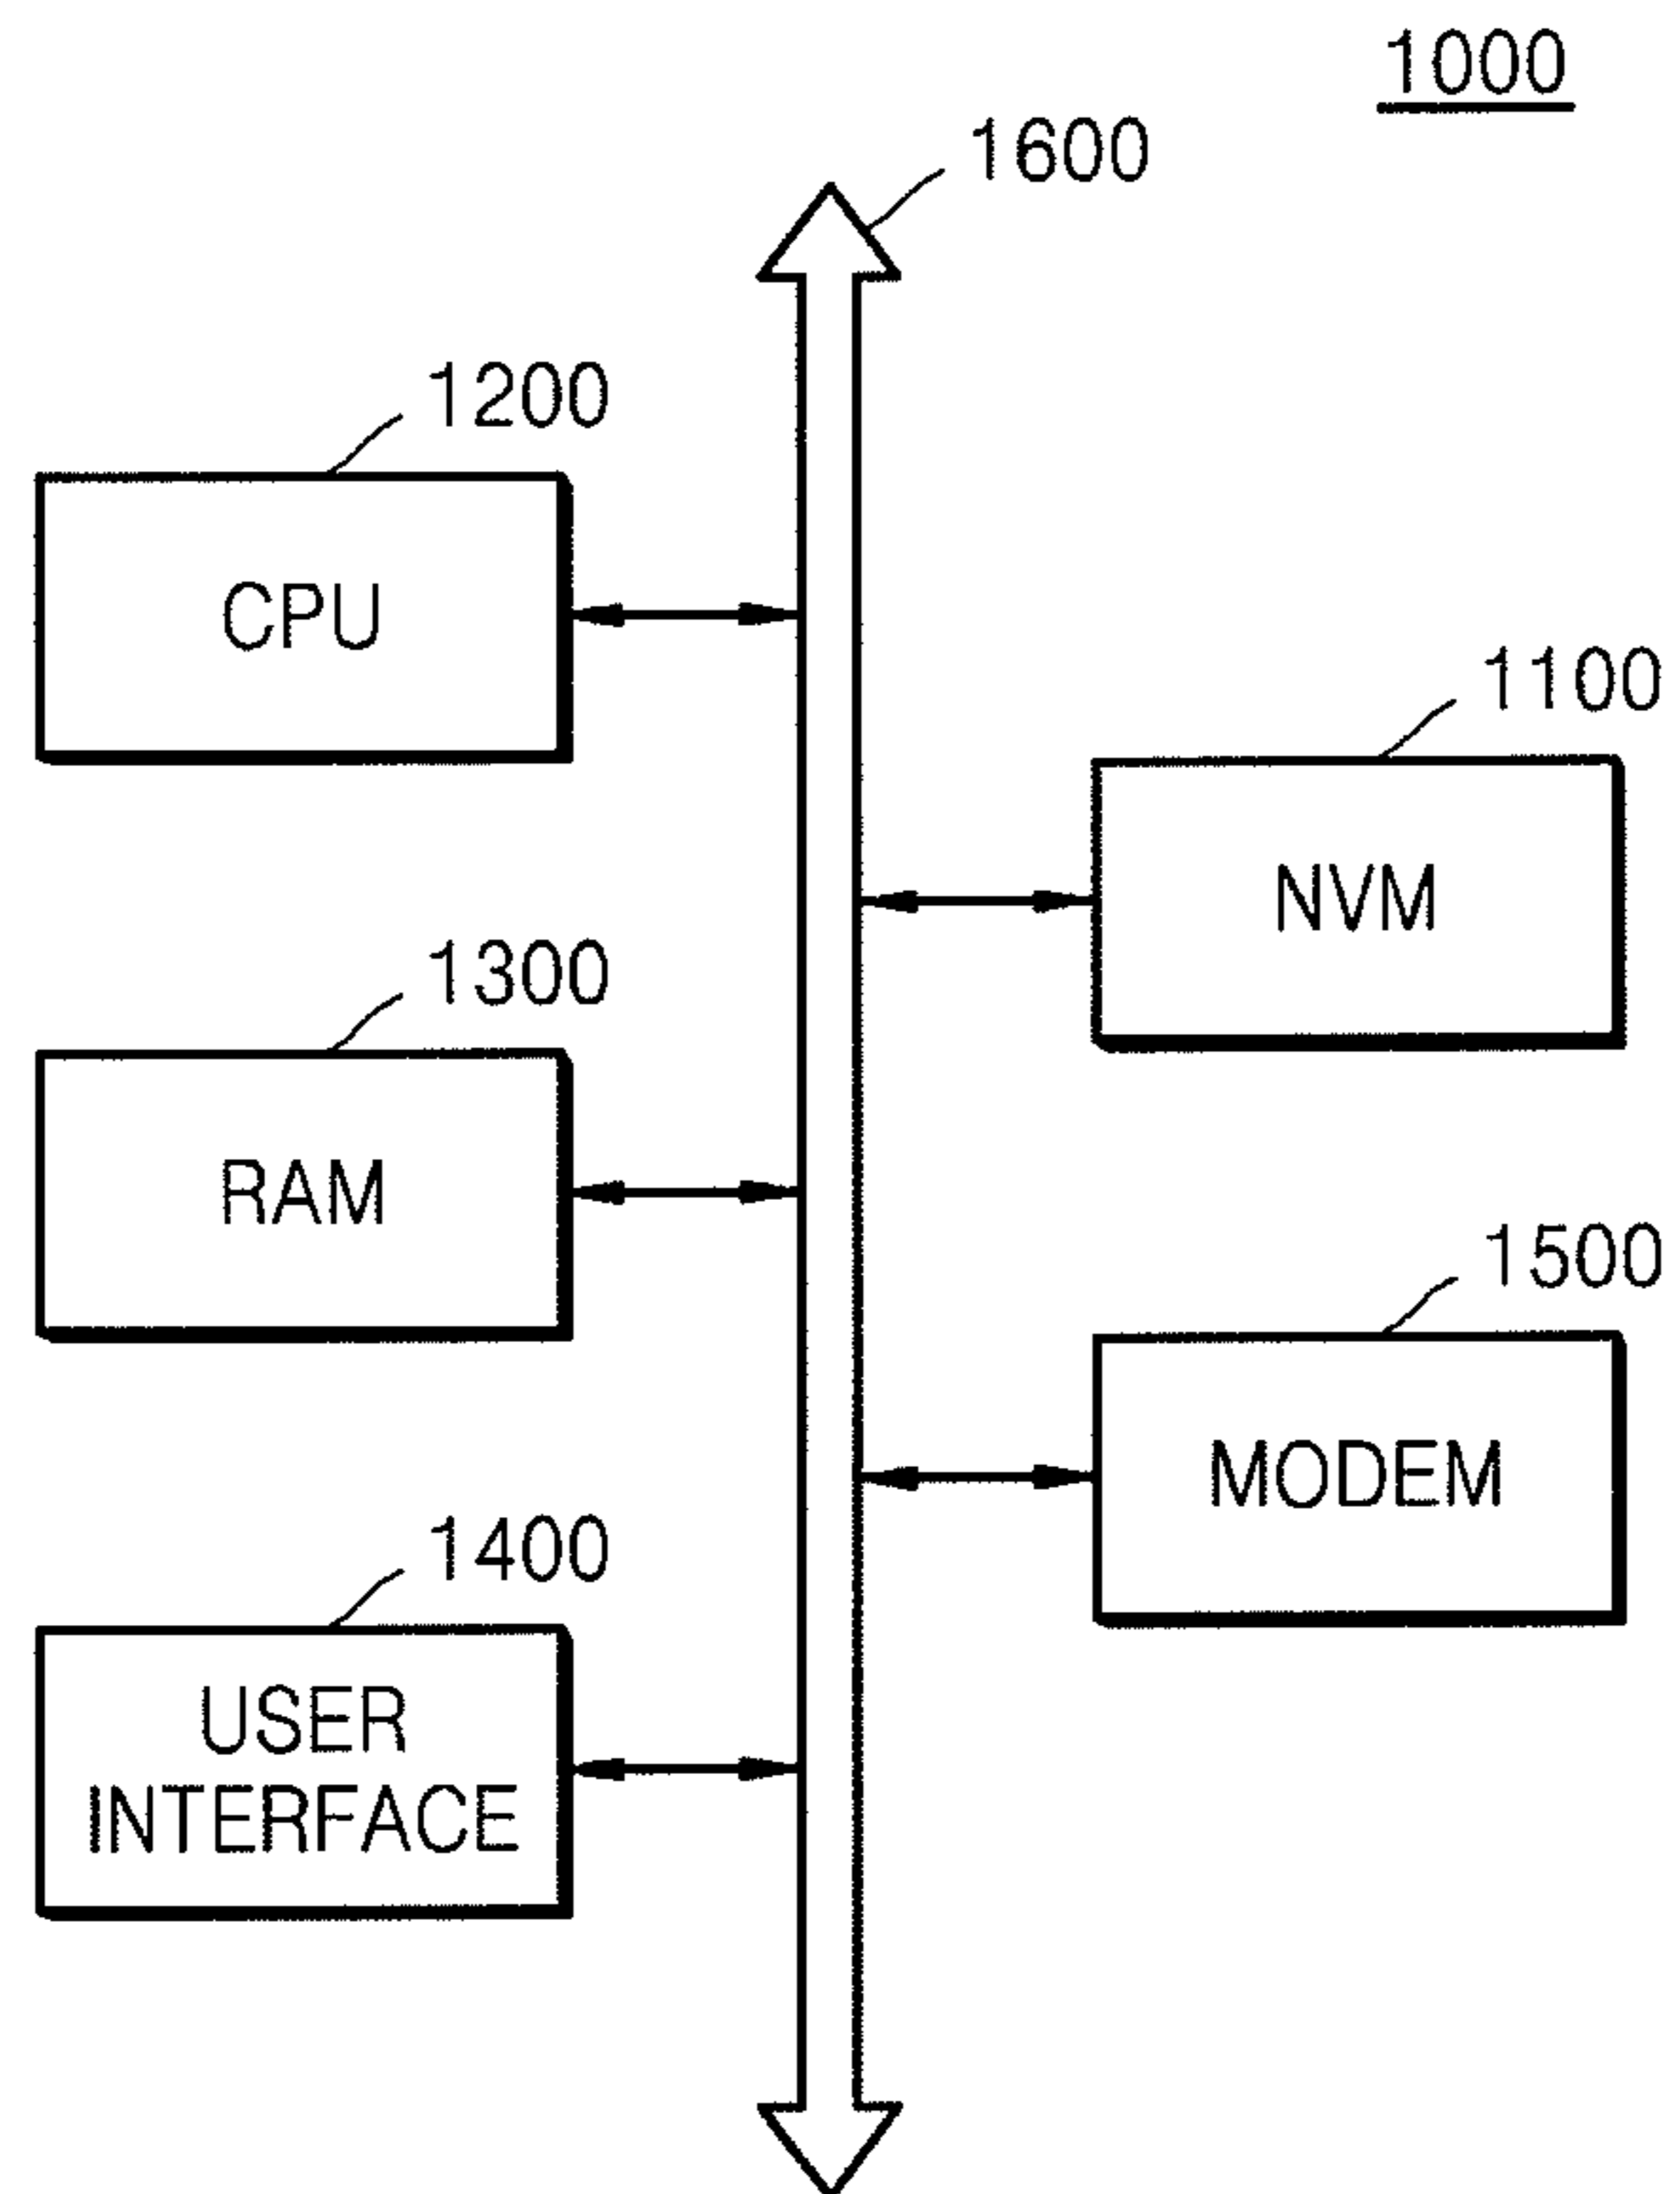 1000
1600
1200
CPU
1100
NVM
1300
RAM
1500
MODEM
1400
USER
INTERFACE